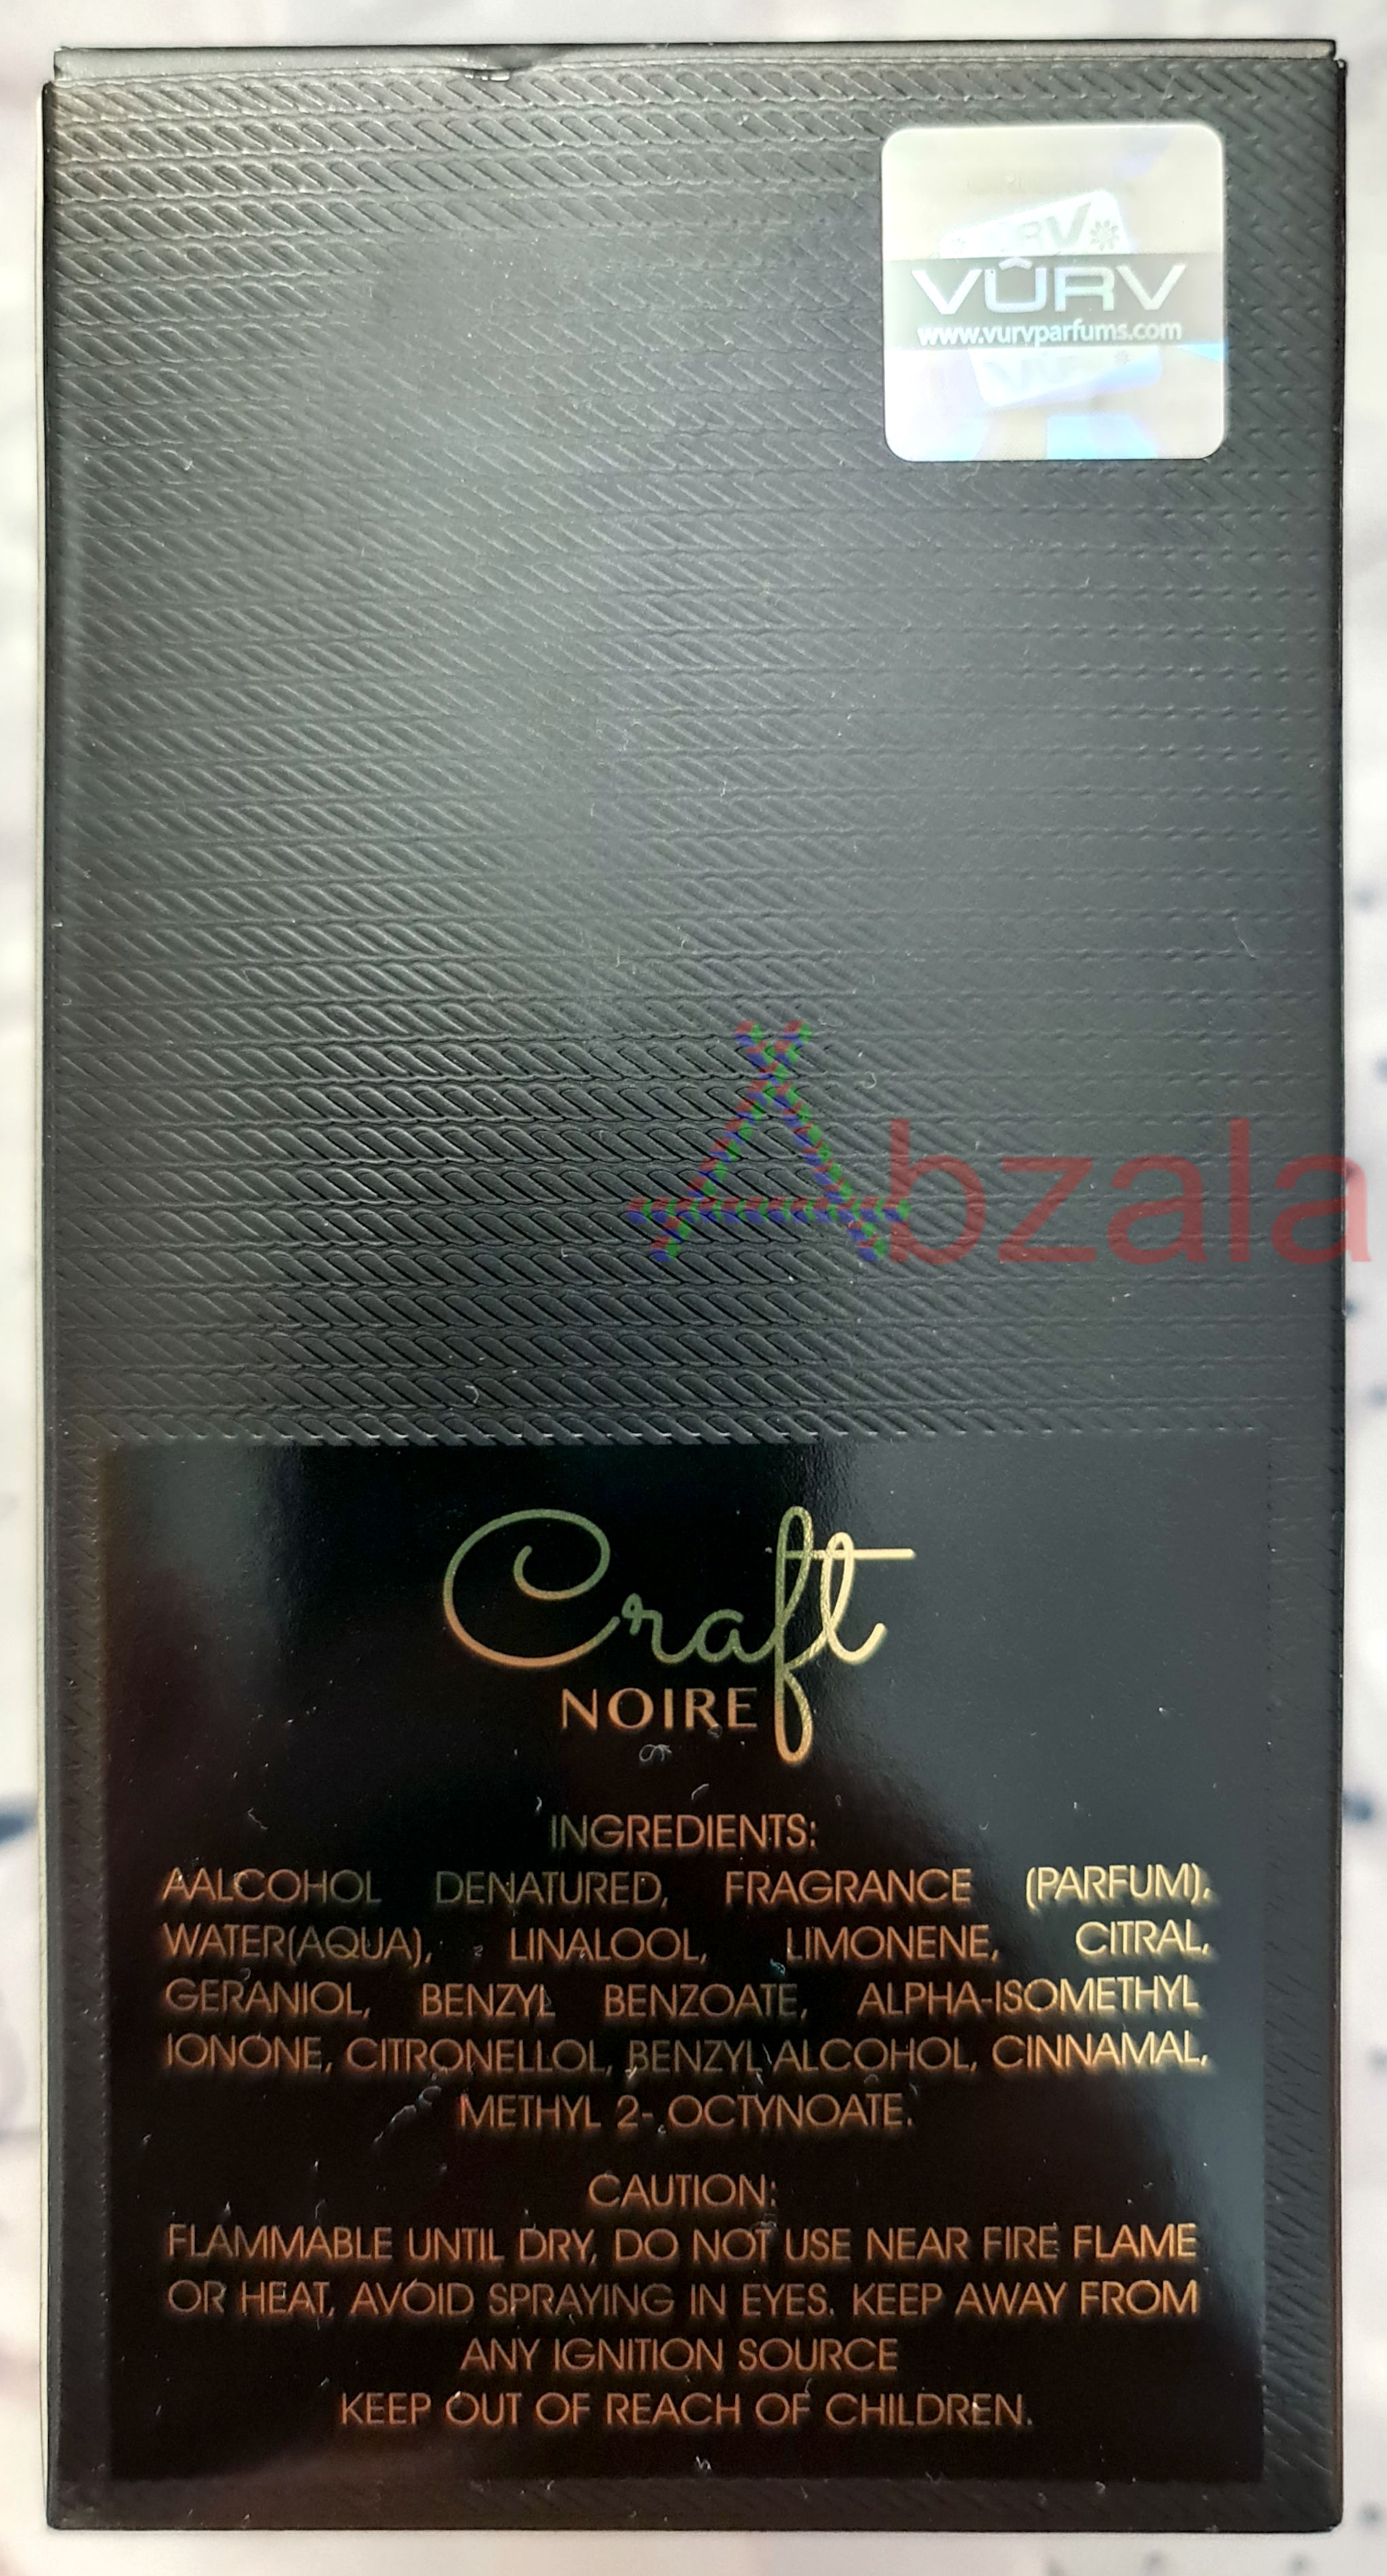 VÛRV
www.vurvparfums.com
Abzala
Craft
NOIRE
INGREDIENTS:
AALCOHOL DENATURED, FRAGRANCE (PARFUM),
WATER(AQUA), LINALOOL, LIMONENE, CITRAL,
GERANIOL, BENZYL BENZOATE, ALPHA-ISOMETHYL
IONONE, CITRONELLOL, BENZYL ALCOHOL, CINNAMAL,
METHYL 2- OCTYNOATE.
CAUTION:
FLAMMABLE UNTIL DRY, DO NOT USE NEAR FIRE FLAME
OR HEAT, AVOID SPRAYING IN EYES. KEEP AWAY FROM
ANY IGNITION SOURCE
KEEP OUT OF REACH OF CHILDREN.